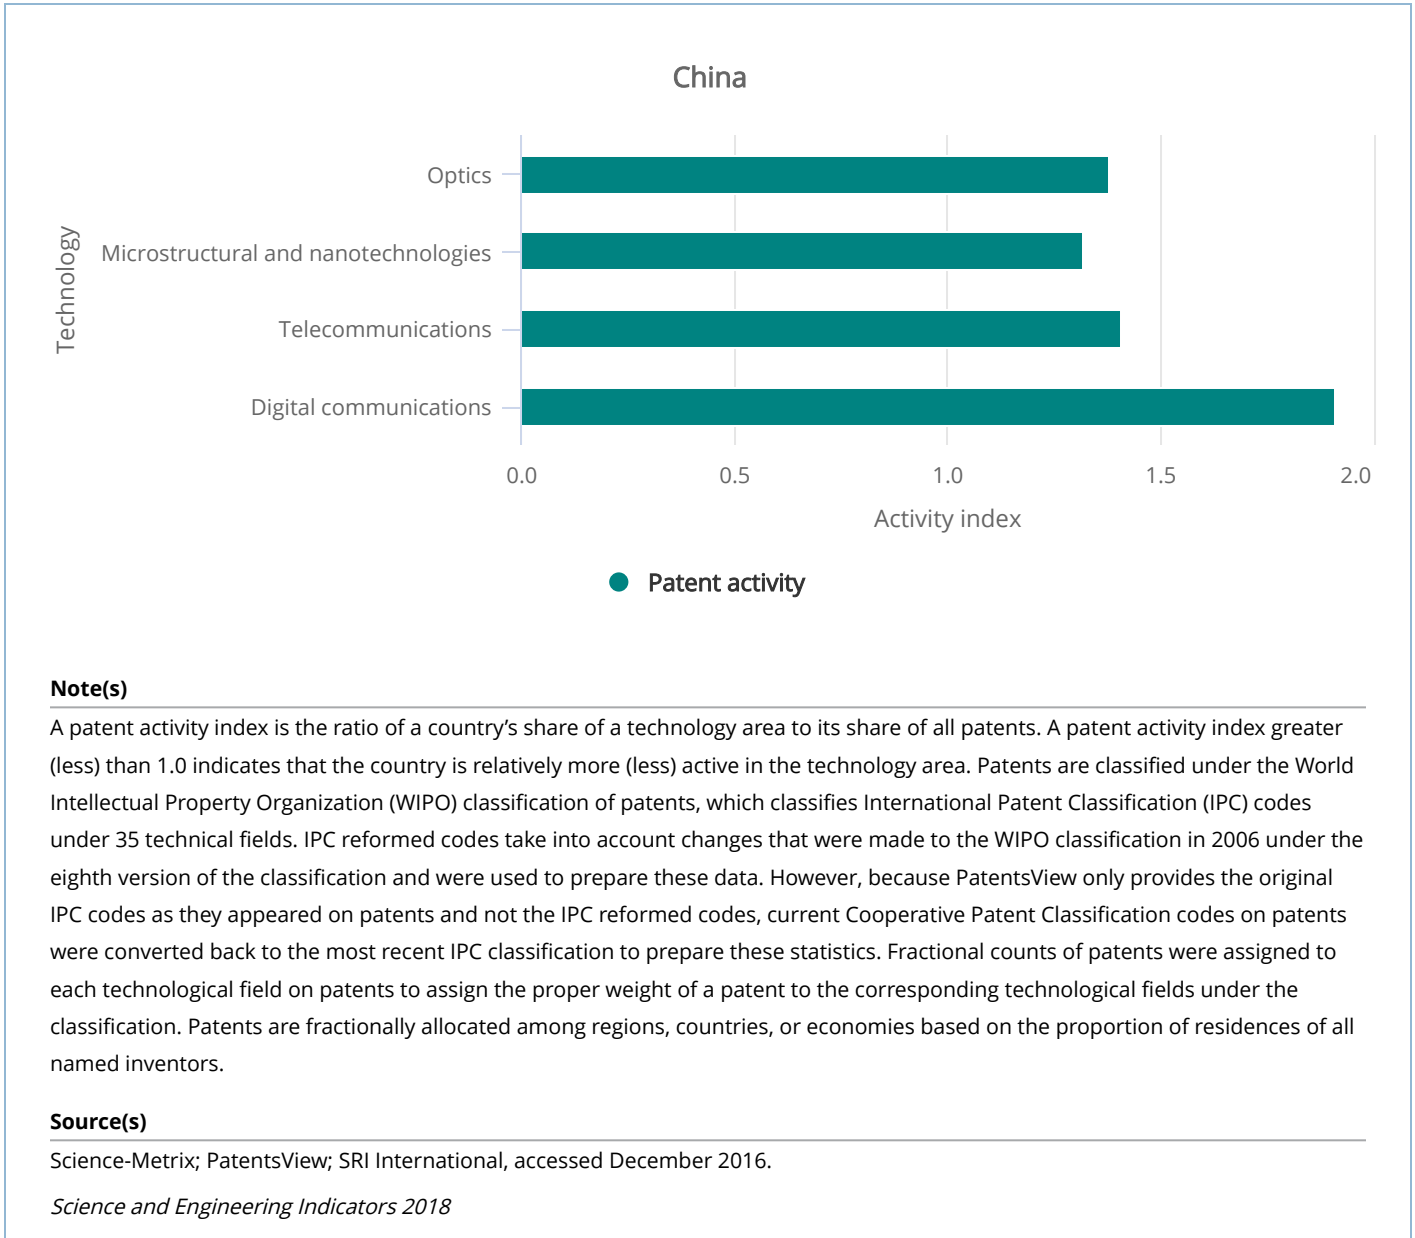 China
Technology
Optics
Microstructural and nanotechnologies
Telecommunications
Digital communications
0.0 0.5 1.0 1.5 2.0
Activity index
Patent activity
Note(s)
A patent activity index is the ratio of a country’s share of a technology area to its share of all patents. A patent activity index greater
(less) than 1.0 indicates that the country is relatively more (less) active in the technology area. Patents are classified under the World
Intellectual Property Organization (WIPO) classification of patents, which classifies International Patent Classification (IPC) codes
under 35 technical fields. IPC reformed codes take into account changes that were made to the WIPO classification in 2006 under the
eighth version of the classification and were used to prepare these data. However, because PatentsView only provides the original
IPC codes as they appeared on patents and not the IPC reformed codes, current Cooperative Patent Classification codes on patents
were converted back to the most recent IPC classification to prepare these statistics. Fractional counts of patents were assigned to
each technological field on patents to assign the proper weight of a patent to the corresponding technological fields under the
classification. Patents are fractionally allocated among regions, countries, or economies based on the proportion of residences of all
named inventors.
Source(s)
Science-Metrix; PatentsView; SRI International, accessed December 2016.
Science and Engineering Indicators 2018